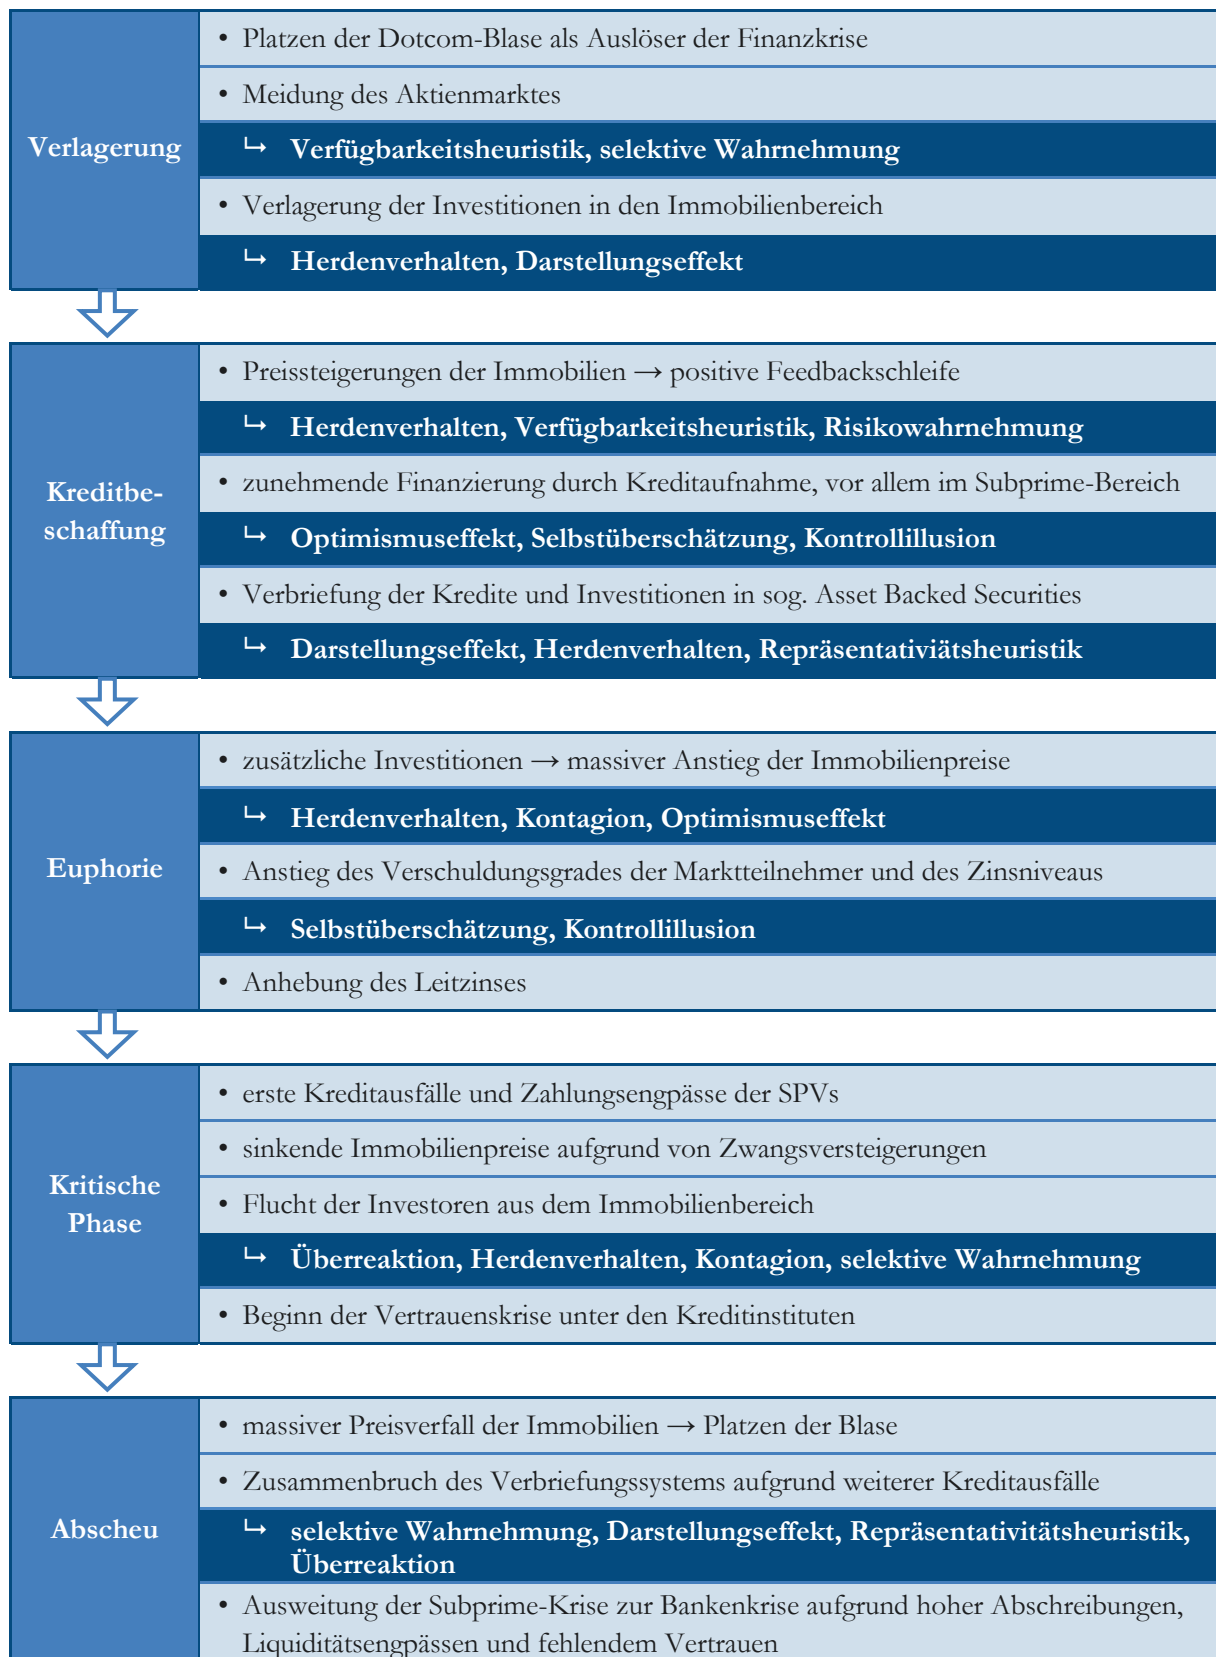 Verlagerung
• Platzen der Dotcom-Blase als Auslöser der Finanzkrise
• Meidung des Aktienmarktes
↳ Verfügbarkeitsheuristik, selektive Wahrnehmung
• Verlagerung der Investitionen in den Immobilienbereich
↳ Herdenverhalten, Darstellungseffekt
Kreditbe-
schaffung
• Preissteigerungen der Immobilien → positive Feedbackschleife
↳ Herdenverhalten, Verfügbarkeitsheuristik, Risikowahrnehmung
• zunehmende Finanzierung durch Kreditaufnahme, vor allem im Subprime-Bereich
↳ Optimismuseffekt, Selbstüberschätzung, Kontrollillusion
• Verbriefung der Kredite und Investitionen in sog. Asset Backed Securities
↳ Darstellungseffekt, Herdenverhalten, Repräsentativiätsheuristik
Euphorie
• zusätzliche Investitionen → massiver Anstieg der Immobilienpreise
↳ Herdenverhalten, Kontagion, Optimismuseffekt
• Anstieg des Verschuldungsgrades der Marktteilnehmer und des Zinsniveaus
↳ Selbstüberschätzung, Kontrollillusion
• Anhebung des Leitzinses
Kritische
Phase
• erste Kreditausfälle und Zahlungsengpässe der SPVs
• sinkende Immobilienpreise aufgrund von Zwangsversteigerungen
• Flucht der Investoren aus dem Immobilienbereich
↳ Überreaktion, Herdenverhalten, Kontagion, selektive Wahrnehmung
• Beginn der Vertrauenskrise unter den Kreditinstituten
Abscheu
• massiver Preisverfall der Immobilien → Platzen der Blase
• Zusammenbruch des Verbriefungssystems aufgrund weiterer Kreditausfälle
↳ selektive Wahrnehmung, Darstellungseffekt, Repräsentativitätsheuristik,
Überreaktion
• Ausweitung der Subprime-Krise zur Bankenkrise aufgrund hoher Abschreibungen,
Liquiditätsengpässen und fehlendem Vertrauen